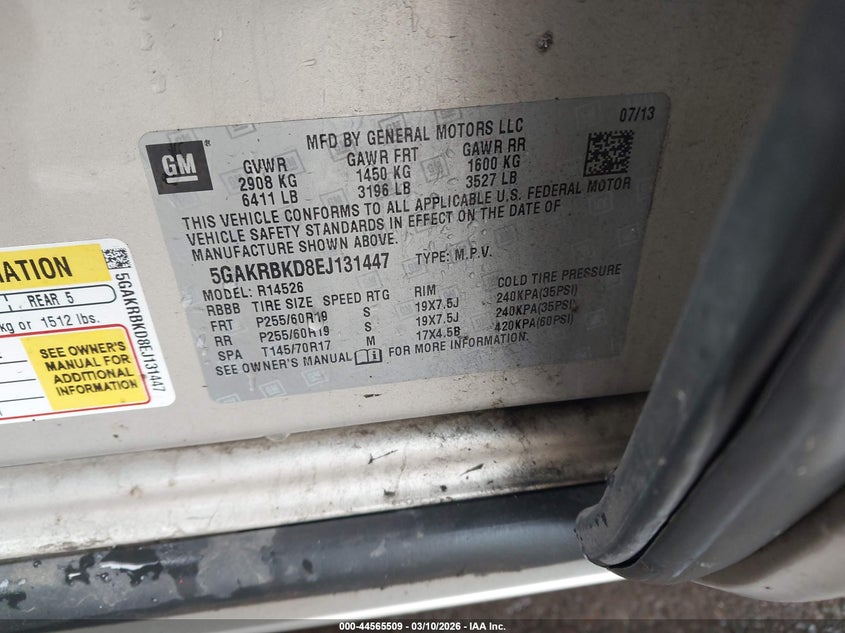 07/13
MFD BY GENERAL MOTORS LLC
GM
GVWR GAWR FRT GAWR RR
2908 KG 1450 KG 1600 KG
6411 LB 3196 LB 3527 LB
THIS VEHICLE CONFORMS TO ALL APPLICABLE U.S. FEDERAL MOTOR
VEHICLE SAFETY STANDARDS IN EFFECT ON THE DATE OF
MANUFACTURE SHOWN ABOVE.
5GAKRBKD8EJ131447 TYPE: M.P.V.
MODEL: R14526
RBBB TIRE SIZE SPEED RTG RIM COLD TIRE PRESSURE
FRT P255/60R19 S 19X7.5J 240KPA(35PSI)
RR P255/60R19 S 19X7.5J 240KPA(35PSI)
SPA T145/70R17 M 17X4.5B 420KPA(60PSI)
SEE OWNER'S MANUAL i FOR MORE INFORMATION.
MATION
REAR 5
kg or 1512 lbs.
SEE OWNER'S
MANUAL FOR
ADDITIONAL
INFORMATION
5GAKRBKD8EJ131447
000-44565509 - 03/10/2026 - IAA Inc.